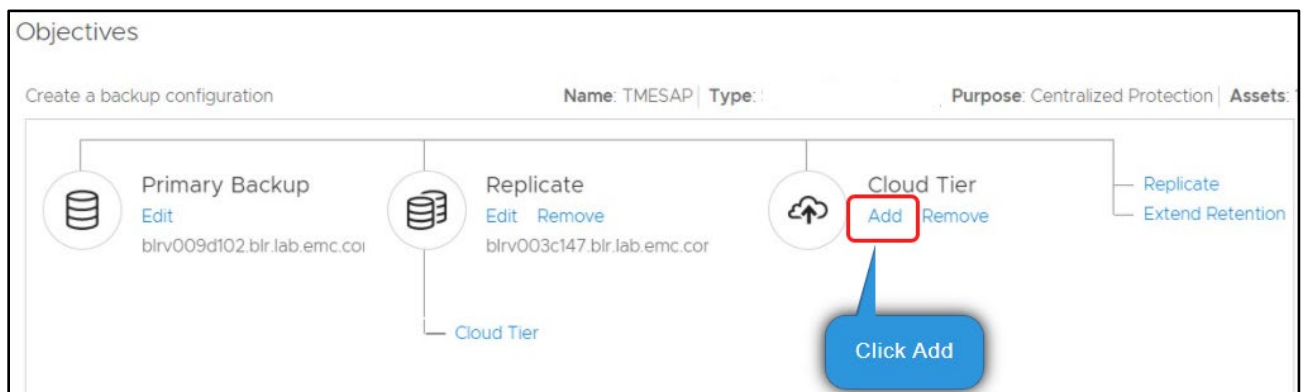 Objectives
Create a backup configuration Name: TMESAP Type: Purpose: Centralized Protection Assets:
Primary Backup Replicate Cloud Tier Replicate
Edit Edit Remove Add Remove Extend Retention
blrv009d102.blr.lab.emc.cor blrv003c147.blr.lab.emc.cor
Cloud Tier
Click Add